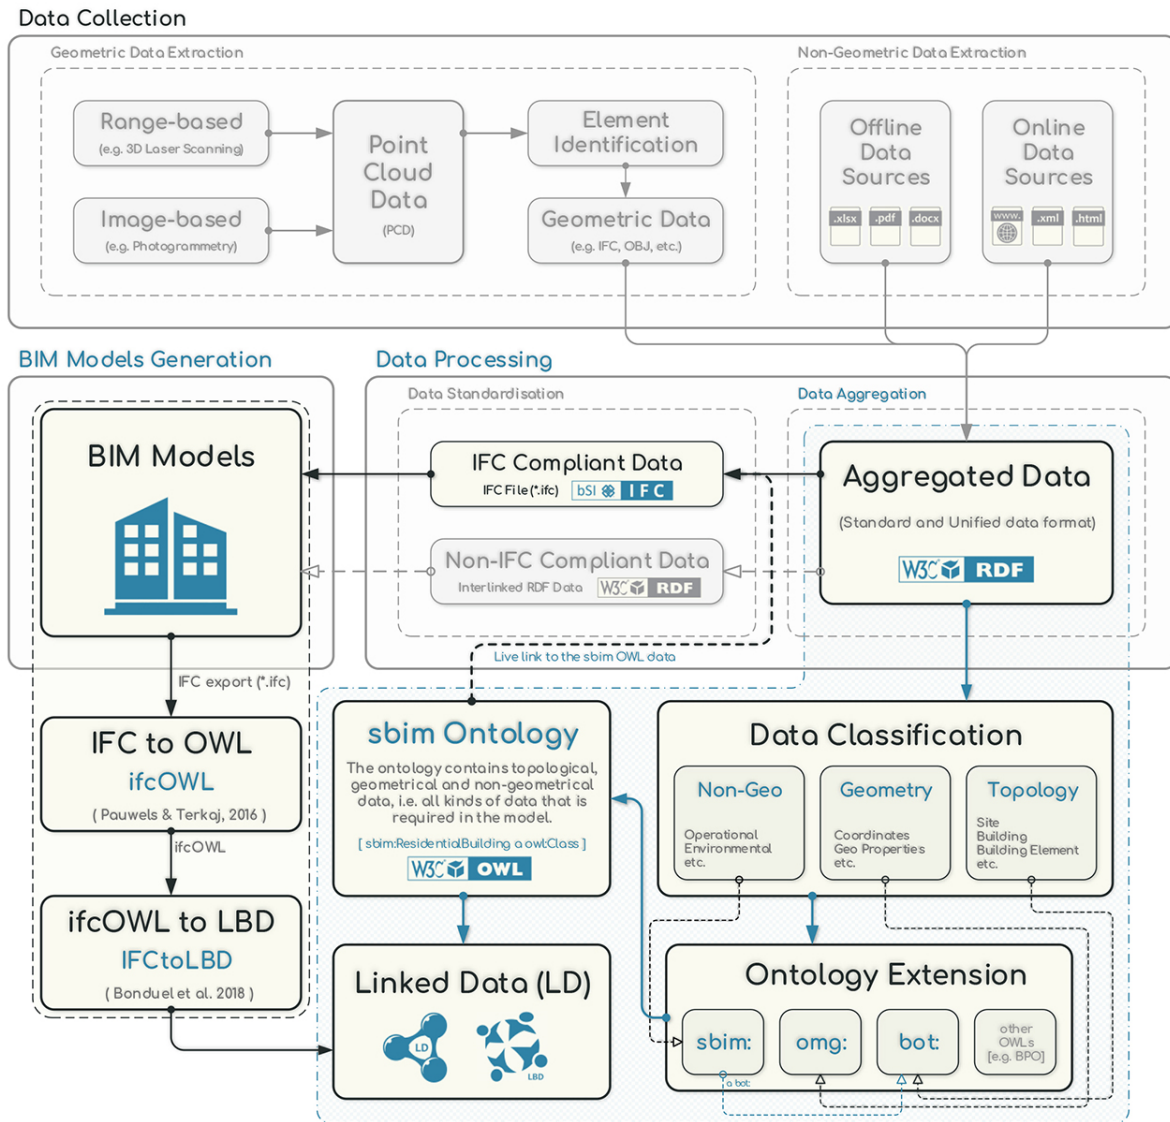 Data Collection
Geometric Data Extraction
Non-Geometric Data Extraction
Range-based
(e.g. 3D Laser Scanning)
Image-based
(e.g. Photogrammetry)
Point
Cloud
Data
(PCD)
Element
Identification
Geometric Data
(e.g. IFC, OBJ, etc.)
Offline
Data
Sources
.xlsx
.pdf
.docx
Online
Data
Sources
www.
.xml
.html
BIM Models Generation
Data Processing
Data Standardisation
Data Aggregation
BIM Models
IFC Compliant Data
IFC File (*.ifc)
bSI IFC
Non-IFC Compliant Data
Interlinked RDF Data
W3C RDF
Aggregated Data
(Standard and Unified data format)
W3C RDF
Live link to the sbim OWL data
IFC export (*.ifc)
IFC to OWL
ifcOWL
( Pauwels & Terkaj, 2016 )
ifcOWL
ifcOWL to LBD
IFCtoLBD
( Bonduel et al. 2018 )
sbim Ontology
The ontology contains topological,
geometrical and non-geometrical
data, i.e. all kinds of data that is
required in the model.
[ sbim:ResidentialBuilding a owl:Class ]
W3C OWL
Linked Data (LD)
LD
LBD
Data Classification
Non-Geo
Operational
Environmental
etc.
Geometry
Coordinates
Geo Properties
etc.
Topology
Site
Building
Building Element
etc.
Ontology Extension
sbim:
omg:
bot:
other
OWLs
[e.g. BPO]
a bot: